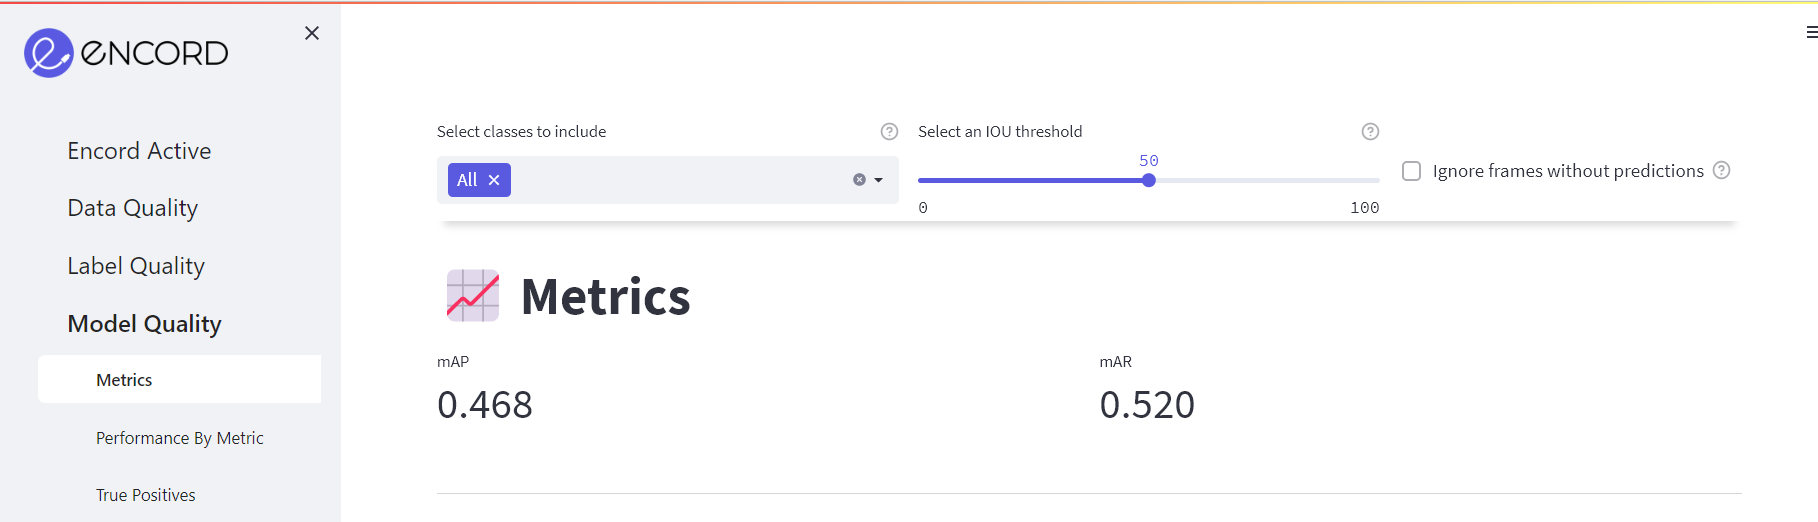 encord
Encord Active
Data Quality
Label Quality
Model Quality
Metrics
Performance By Metric
True Positives
Select classes to include
All
Select an IOU threshold
50
0 100
Ignore frames without predictions
Metrics
mAP
0.468
mAR
0.520